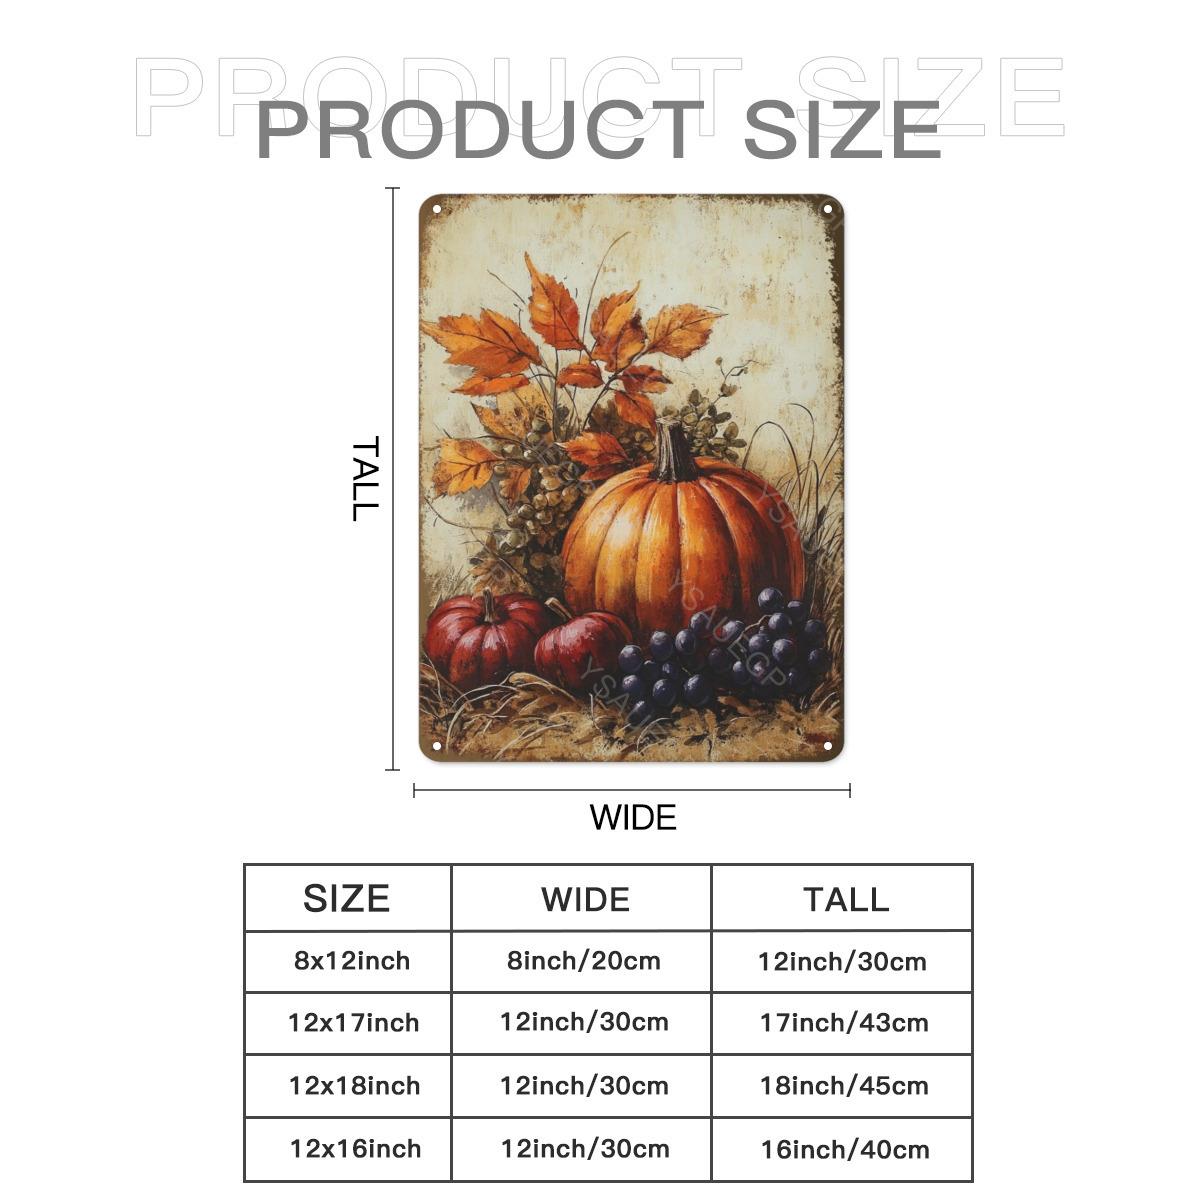 PRODUCT SIZE
PRODUCT SIZE
TALL
YSAUEGP
WIDE
SIZE WIDE TALL
8x12inch 8inch/20cm 12inch/30cm
12x17inch 12inch/30cm 17inch/43cm
12x18inch 12inch/30cm 18inch/45cm
12x16inch 12inch/30cm 16inch/40cm